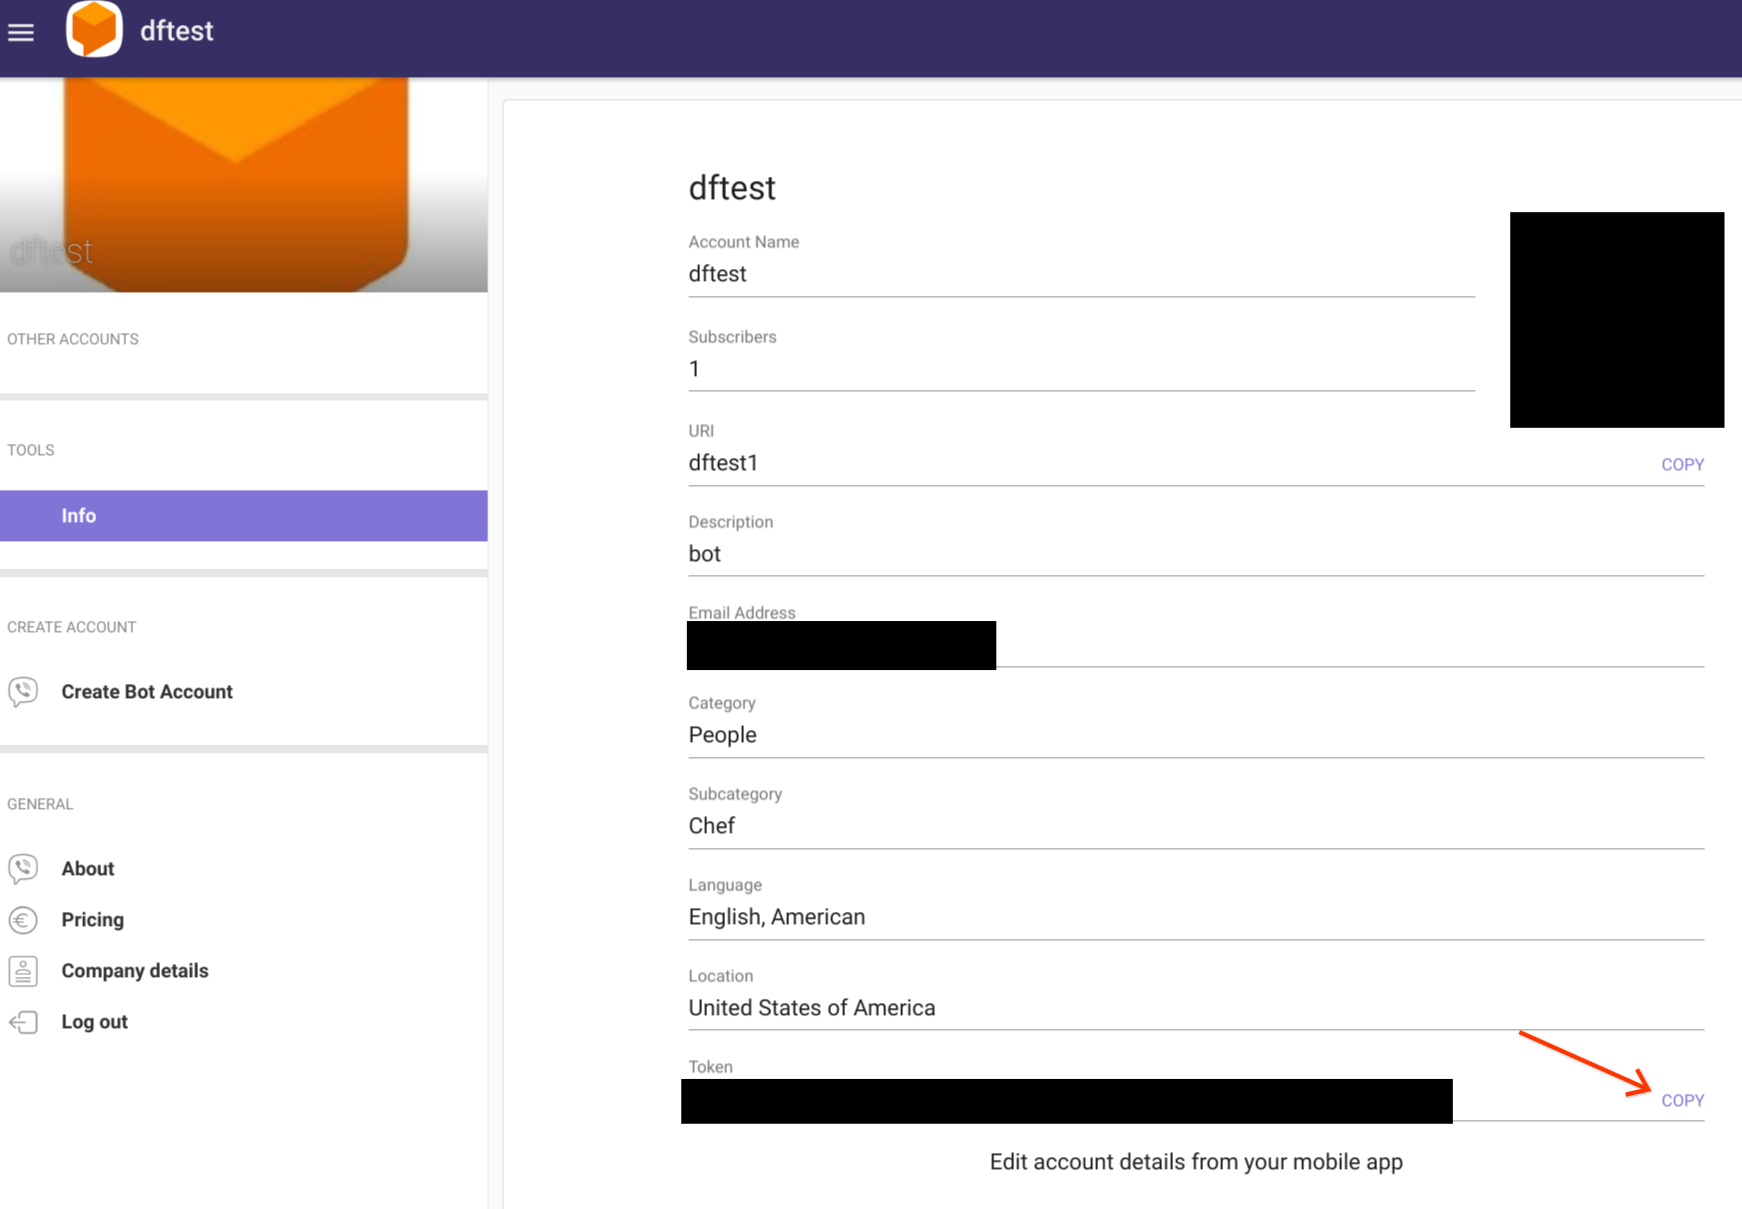 dftest
dftest
OTHER ACCOUNTS
TOOLS
Info
CREATE ACCOUNT
Create Bot Account
GENERAL
About
Pricing
Company details
Log out
dftest
Account Name
dftest
Subscribers
1
URI
dftest1 COPY
Description
bot
Email Address
Category
People
Subcategory
Chef
Language
English, American
Location
United States of America
Token
COPY
Edit account details from your mobile app